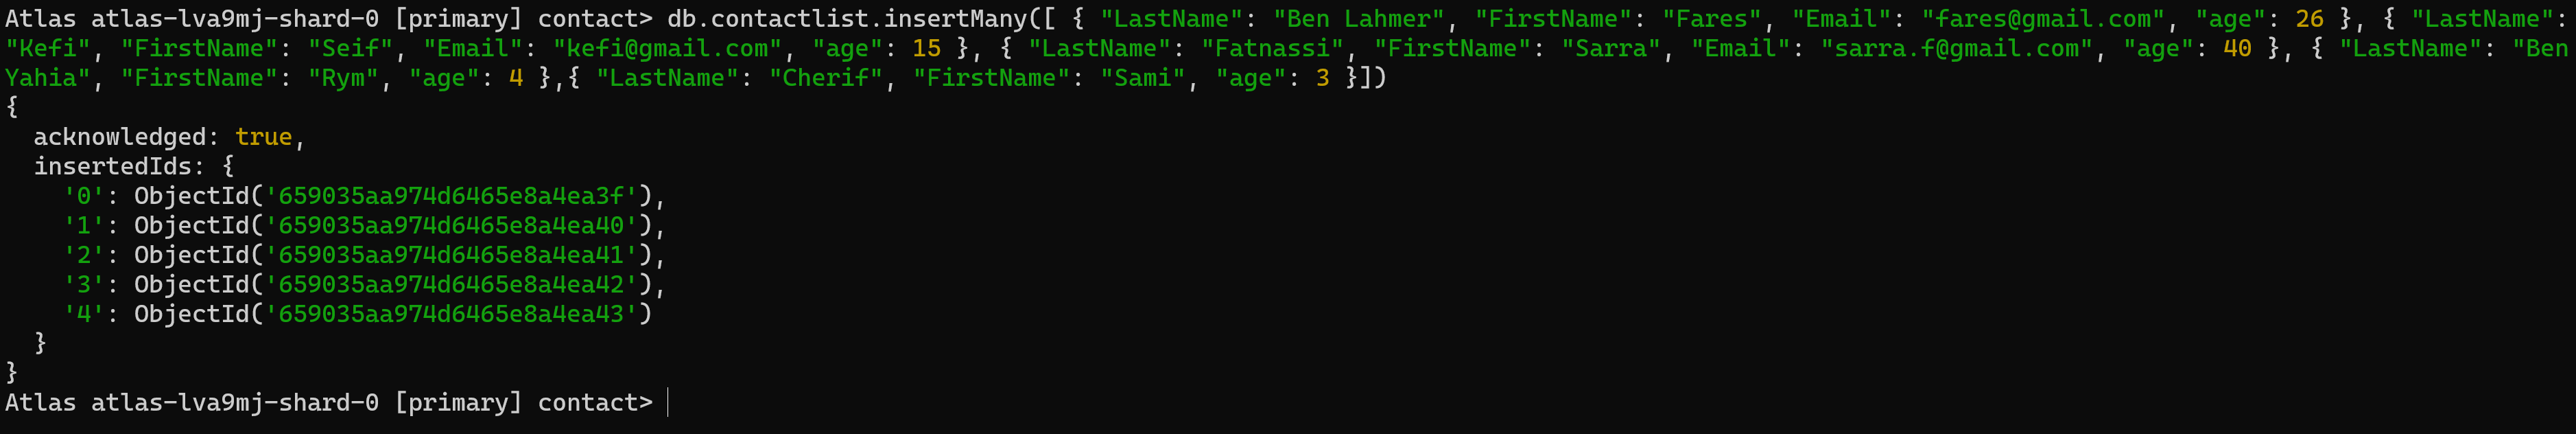 Atlas atlas-lva9mj-shard-0 [primary] contact> db.contactlist.insertMany([ { "LastName": "Ben Lahmer", "FirstName": "Fares", "Email": "fares@gmail.com", "age": 26 }, { "LastName":
"Kefi", "FirstName": "Seif", "Email": "kefi@gmail.com", "age": 15 }, { "LastName": "Fatnassi", "FirstName": "Sarra", "Email": "sarra.f@gmail.com", "age": 40 }, { "LastName": "Ben
Yahia", "FirstName": "Rym", "age": 4 },{ "LastName": "Cherif", "FirstName": "Sami", "age": 3 }])
{
  acknowledged: true,
  insertedIds: {
    '0': ObjectId('659035aa974d6465e8a4ea3f'),
    '1': ObjectId('659035aa974d6465e8a4ea40'),
    '2': ObjectId('659035aa974d6465e8a4ea41'),
    '3': ObjectId('659035aa974d6465e8a4ea42'),
    '4': ObjectId('659035aa974d6465e8a4ea43')
  }
}
Atlas atlas-lva9mj-shard-0 [primary] contact>